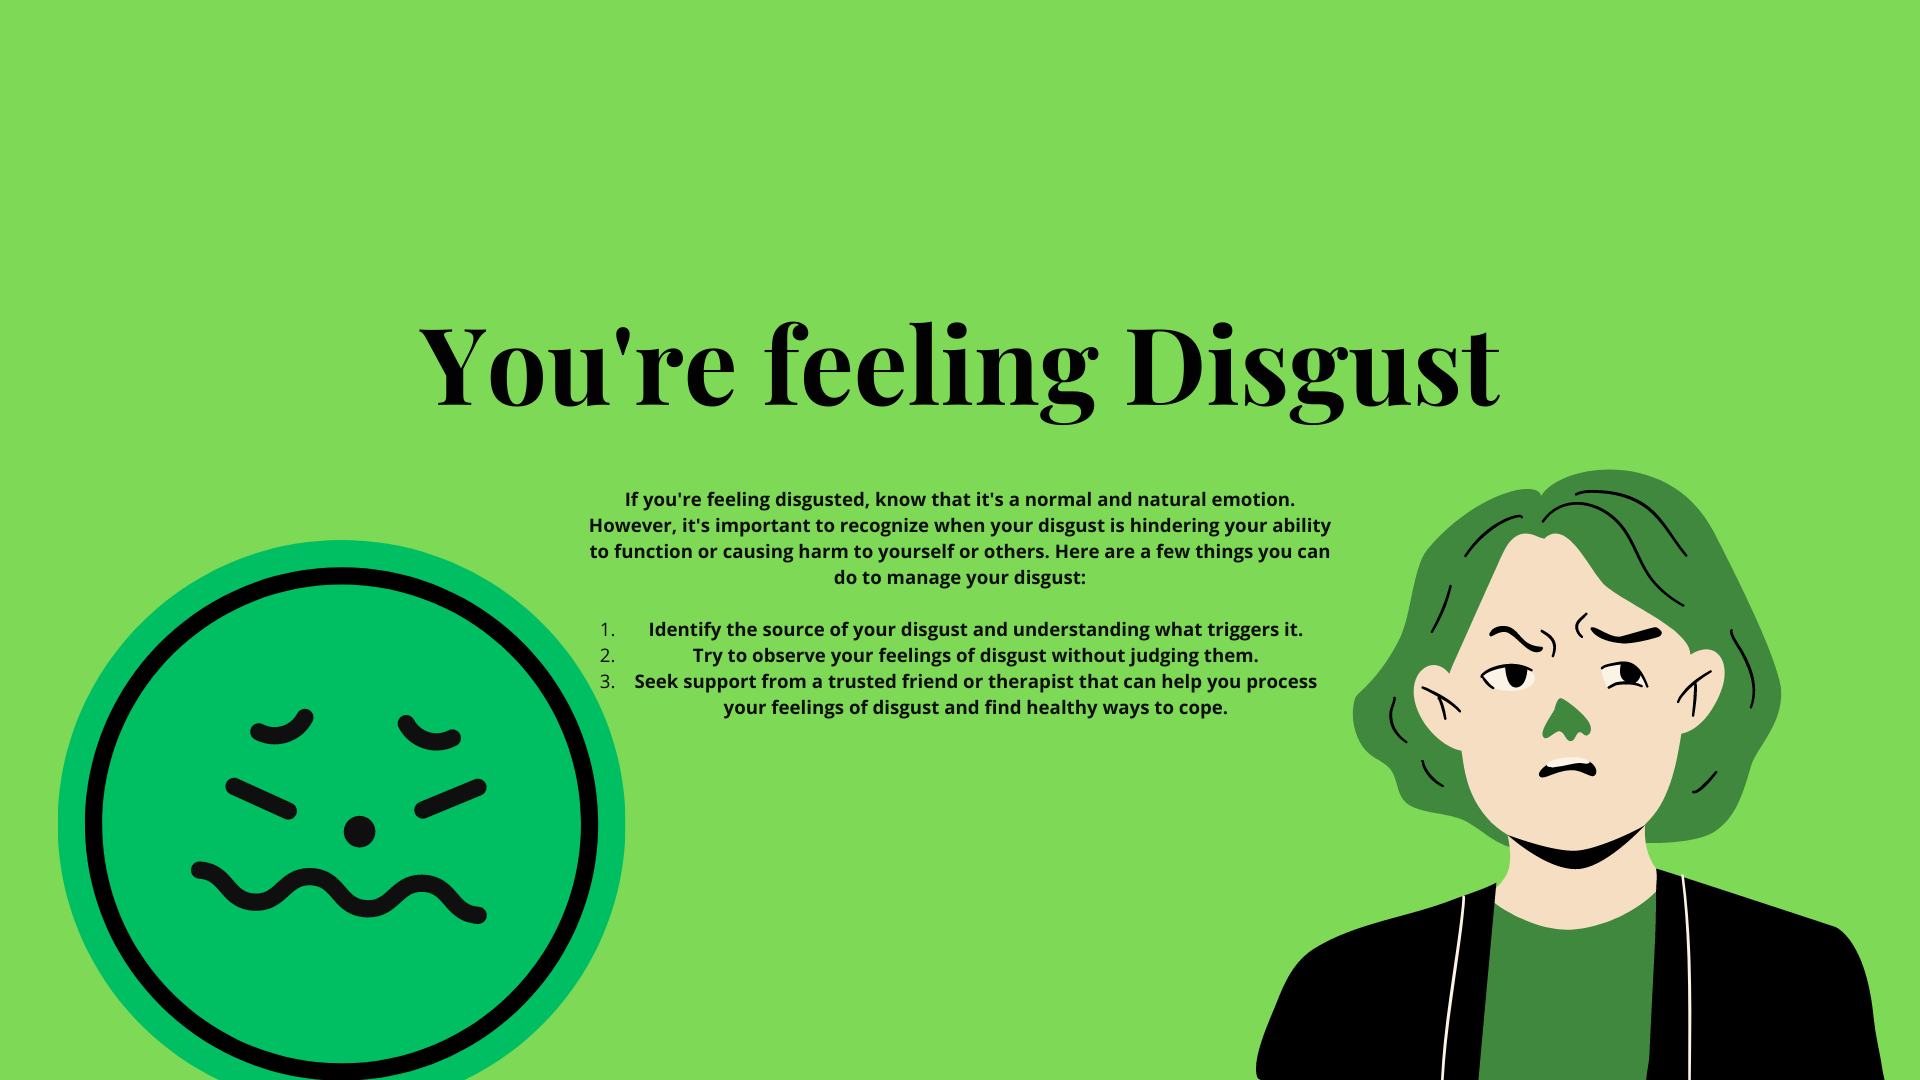 You're feeling Disgust
If you're feeling disgusted, know that it's a normal and natural emotion.
However, it's important to recognize when your disgust is hindering your ability
to function or causing harm to yourself or others. Here are a few things you can
do to manage your disgust:
1. Identify the source of your disgust and understanding what triggers it.
2. Try to observe your feelings of disgust without judging them.
3. Seek support from a trusted friend or therapist that can help you process
your feelings of disgust and find healthy ways to cope.